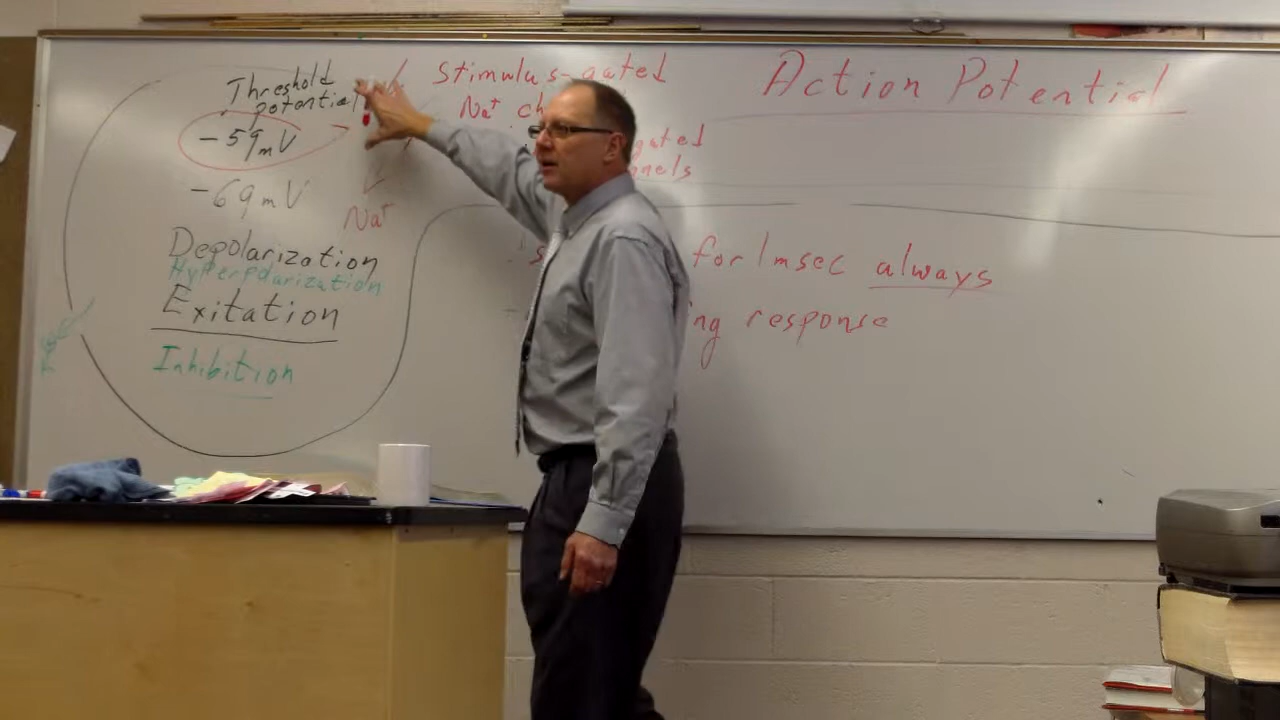 Threshold
potential
-59mV
-69mV
Na⁺
Depolarization
Hyperpolarization
Exitation
Inhibition
Stimulus-gated
Na⁺ ch
gated
nnels
for 1msec always
ng response
Action Potential